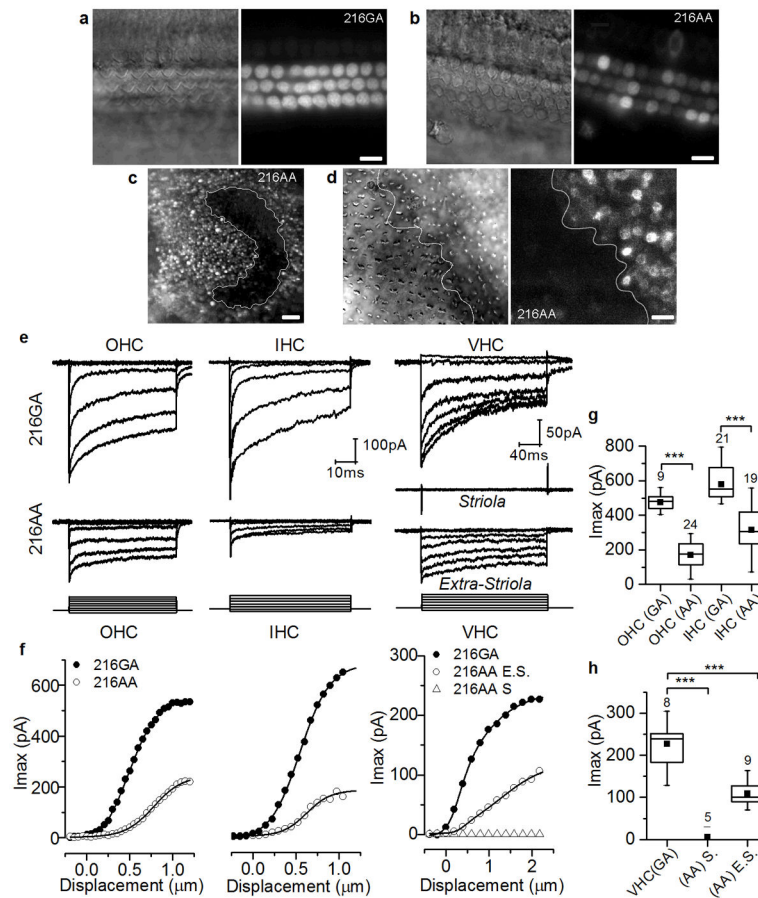 a 216GA
b 216AA
c 216AA
d 216AA
e
OHC IHC VHC
216GA
100pA
10ms
50pA
40ms
Striola
216AA
Extra-Striola
OHC IHC VHC
f
216GA
216AA
600
400
200
0
Imax (pA)
0.0 0.5 1.0
Displacement (μm)
0.0 0.5 1.0
Displacement (μm)
216GA
216AA E.S.
216AA S
300
200
100
0
Imax (pA)
0 1 2
Displacement (μm)
g
*** ***
9 24 21 19
800
600
400
200
0
Imax (pA)
OHC (GA)
OHC (AA)
IHC (GA)
IHC (AA)
h
***
***
8 5 9
300
200
100
0
Imax (pA)
VHC(GA)
(AA) S.
(AA) E.S.